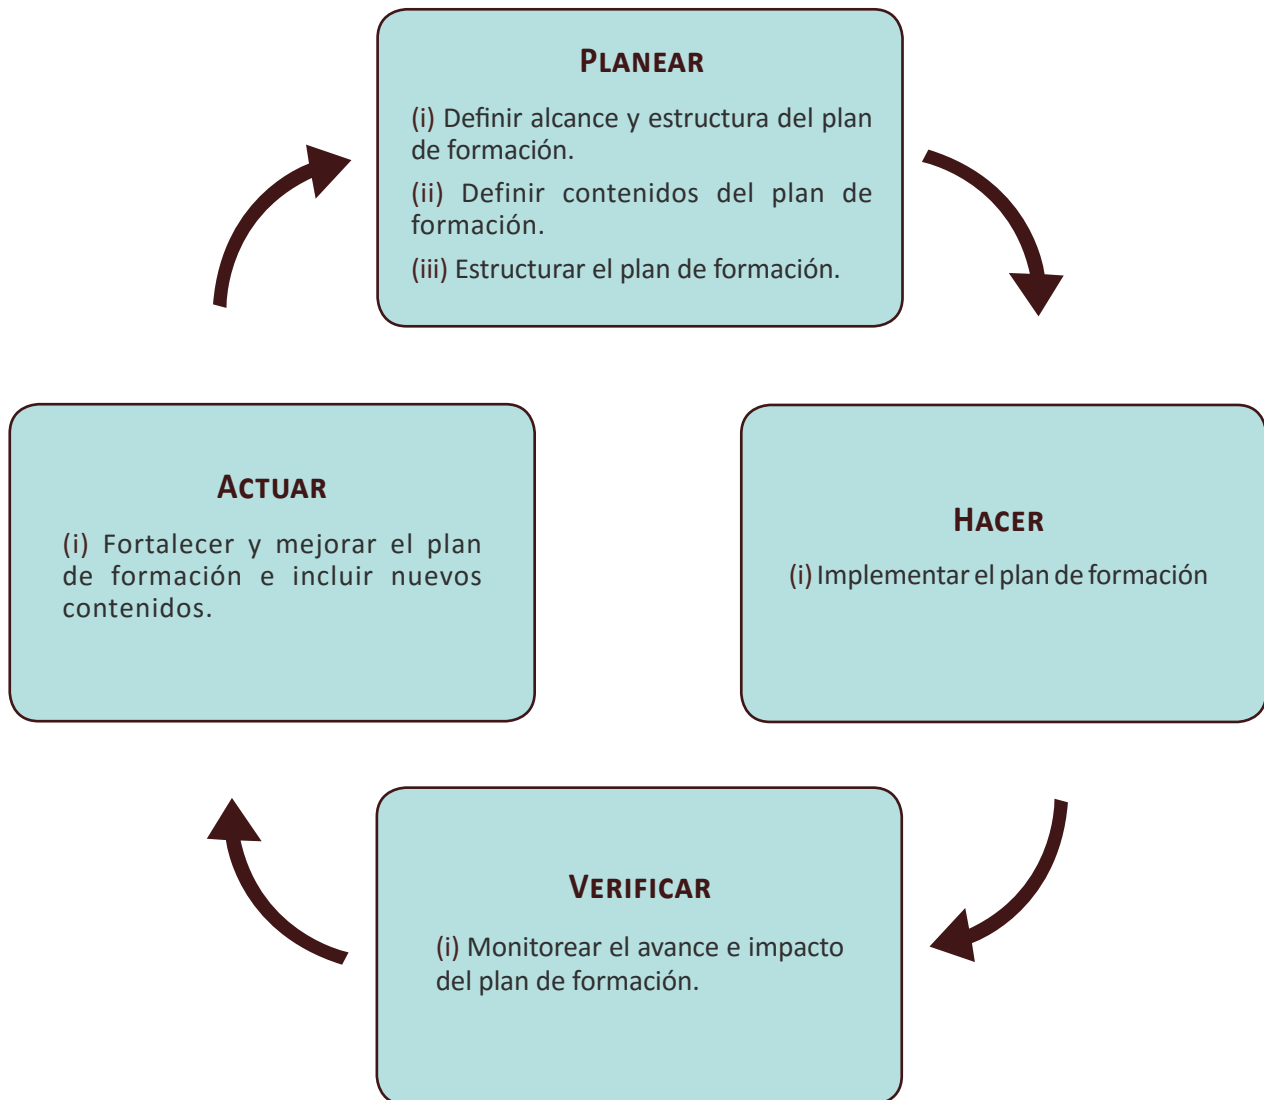 PLANEAR
(i) Definir alcance y estructura del plan
de formación.
(ii) Definir contenidos del plan de
formación.
(iii) Estructurar el plan de formación.
ACTUAR
(i) Fortalecer y mejorar el plan
de formación e incluir nuevos
contenidos.
HACER
(i) Implementar el plan de formación
VERIFICAR
(i) Monitorear el avance e impacto
del plan de formación.